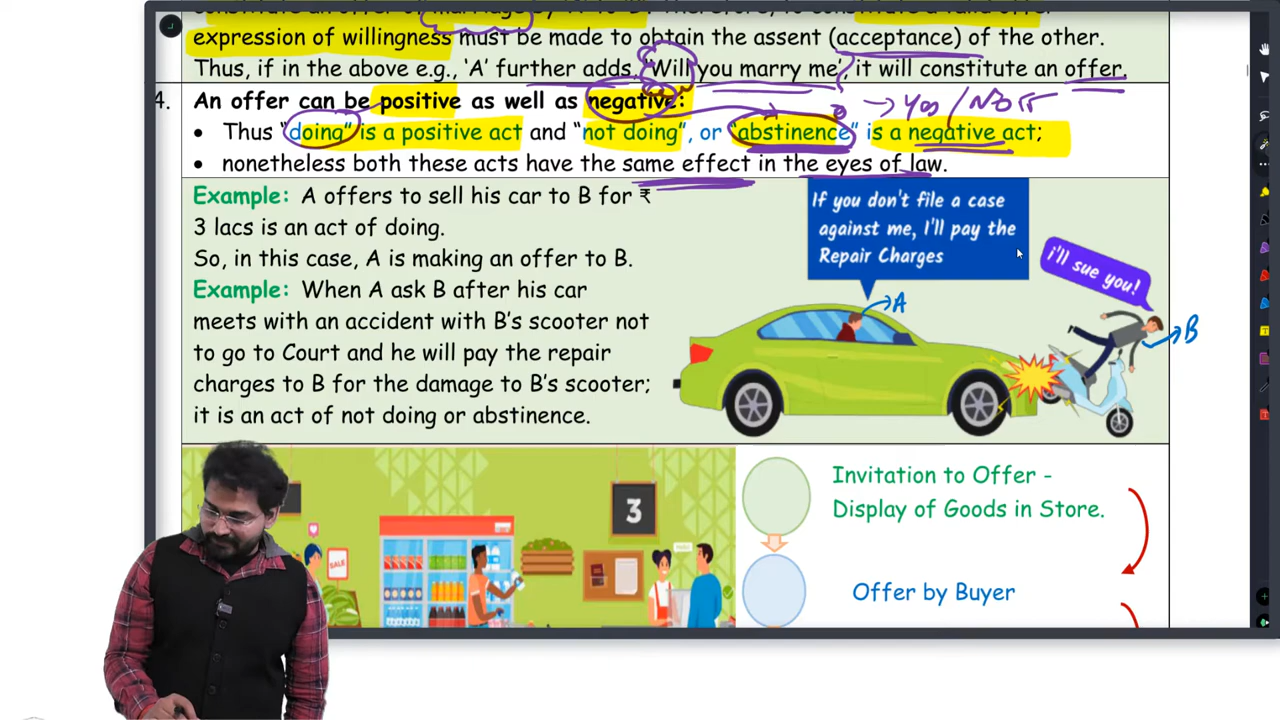 expression of willingness must be made to obtain the assent (acceptance) of the other.
Thus, if in the above e.g., ‘A’ further adds, “Will you marry me’, it will constitute an offer.
4. An offer can be positive as well as negative: → Yes / No
• Thus “doing” is a positive act and “not doing”, or “abstinence” is a negative act;
• nonetheless both these acts have the same effect in the eyes of law.
Example: A offers to sell his car to B for ₹
3 lacs is an act of doing.
So, in this case, A is making an offer to B.
Example: When A ask B after his car
meets with an accident with B's scooter not
to go to Court and he will pay the repair
charges to B for the damage to B's scooter;
it is an act of not doing or abstinence.
If you don't file a case
against me, I'll pay the
Repair Charges
i'll sue you!
A
B
SALE
3
Invitation to Offer -
Display of Goods in Store.
Offer by Buyer